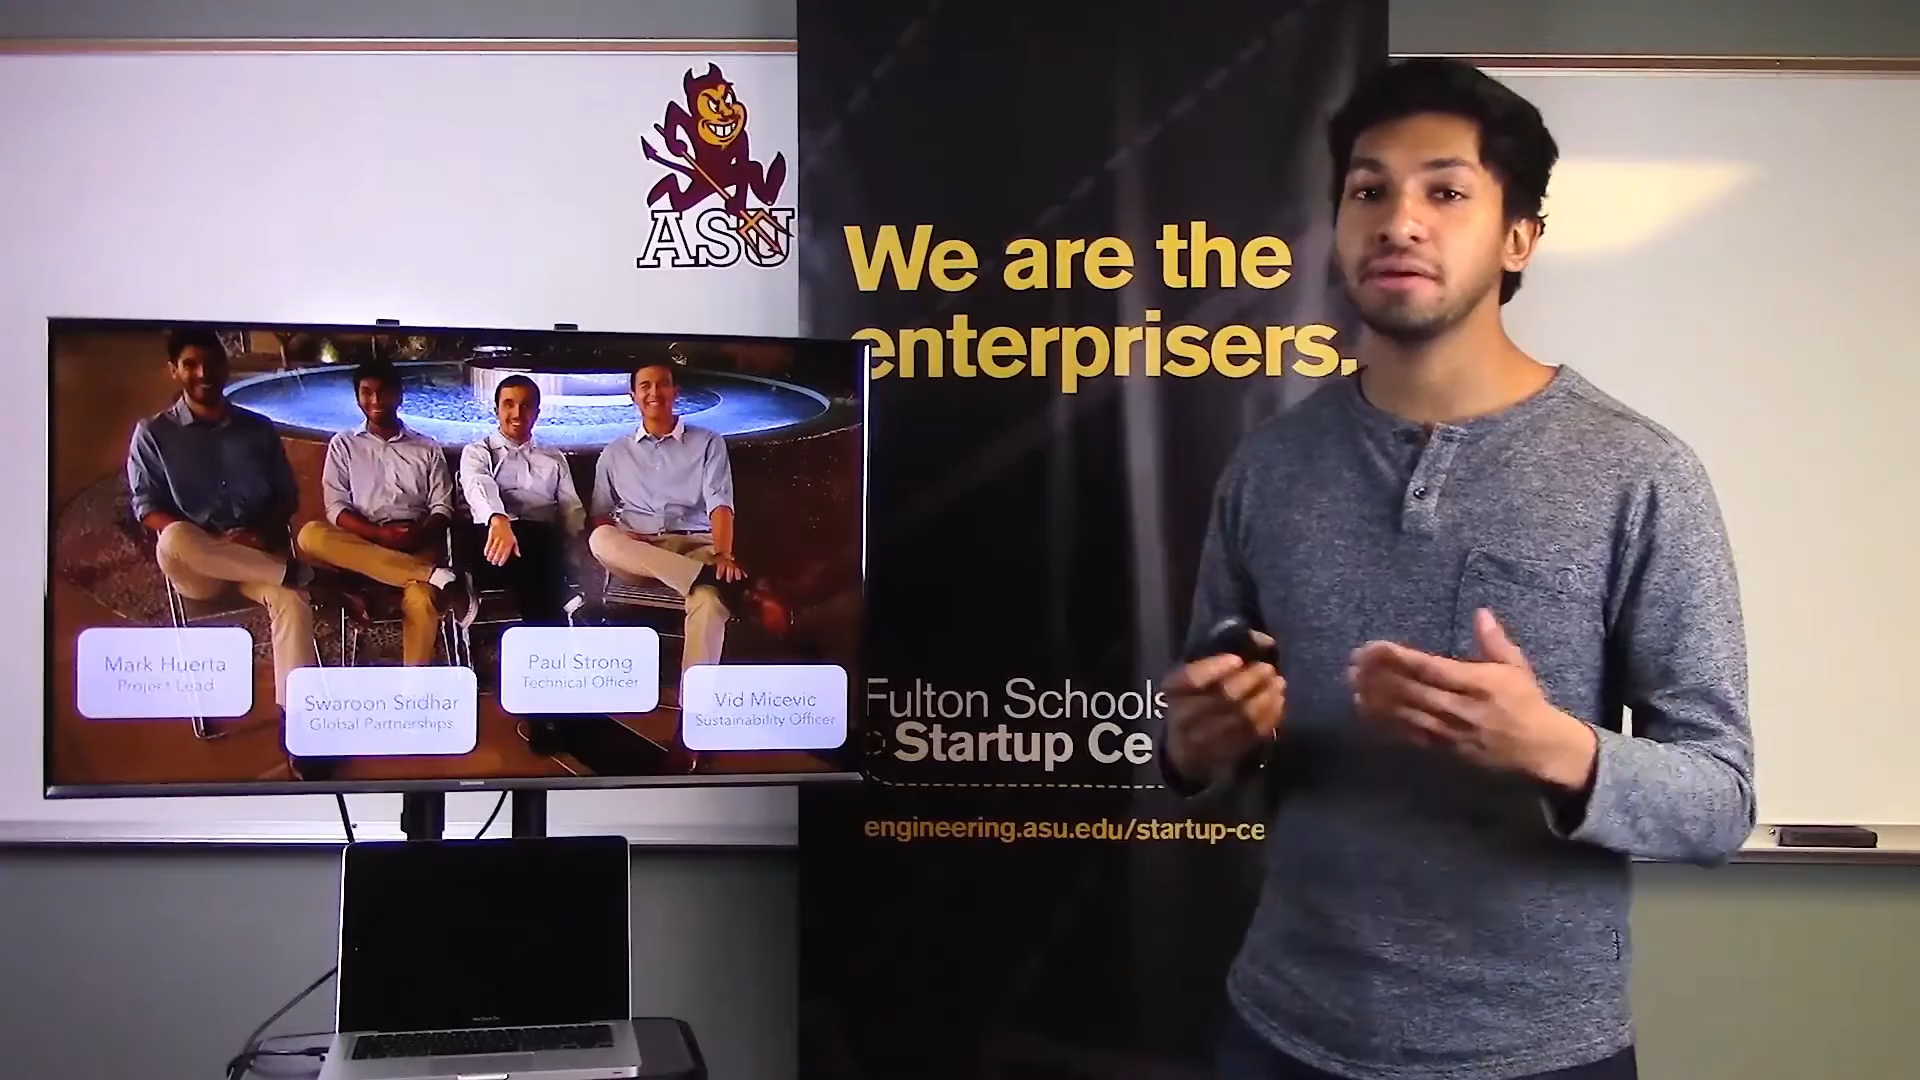 ASU
We are the
enterprisers.
Mark Huerta
Project Lead
Swaroon Sridhar
Global Partnerships
Paul Strong
Technical Officer
Vid Micevic
Sustainability Officer
Fulton Schools
Startup Ce
engineering.asu.edu/startup-ce